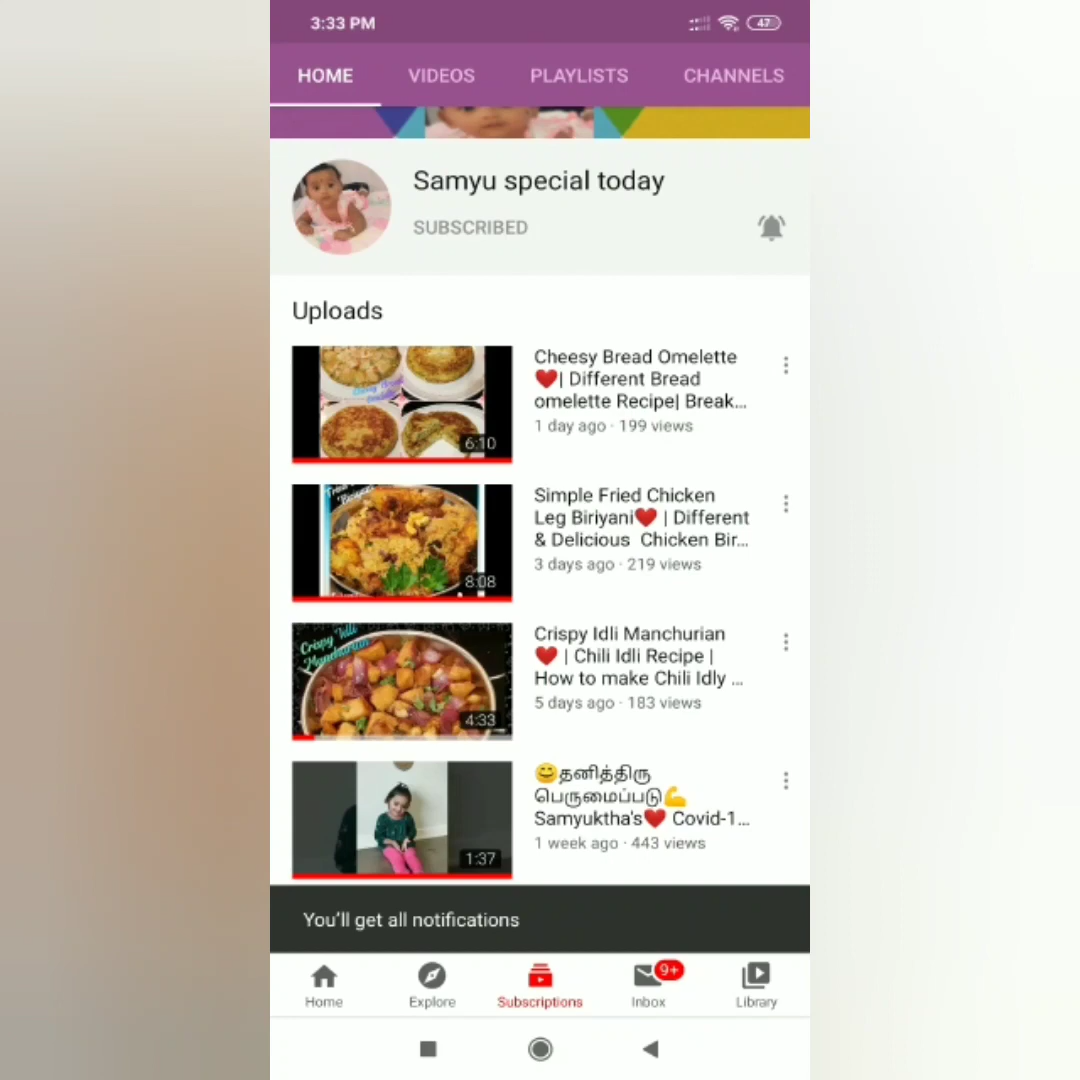 3:33 PM
47
HOME VIDEOS PLAYLISTS CHANNELS
Samyu special today
SUBSCRIBED
Uploads
Cheesy Bread Omelette
❤️| Different Bread
omelette Recipe| Break...
1 day ago · 199 views
6:10
Simple Fried Chicken
Leg Biriyani❤️ | Different
& Delicious Chicken Bir...
3 days ago · 219 views
8:08
Crispy Idli
Manchurian
4:33
Crispy Idli Manchurian
❤️ | Chili Idli Recipe |
How to make Chili Idly ...
5 days ago · 183 views
😄தனித்திரு
பெருமைப்படு💪
Samyuktha's❤️ Covid-1...
1 week ago · 443 views
1:37
You'll get all notifications
9+
Home Explore Subscriptions Inbox Library